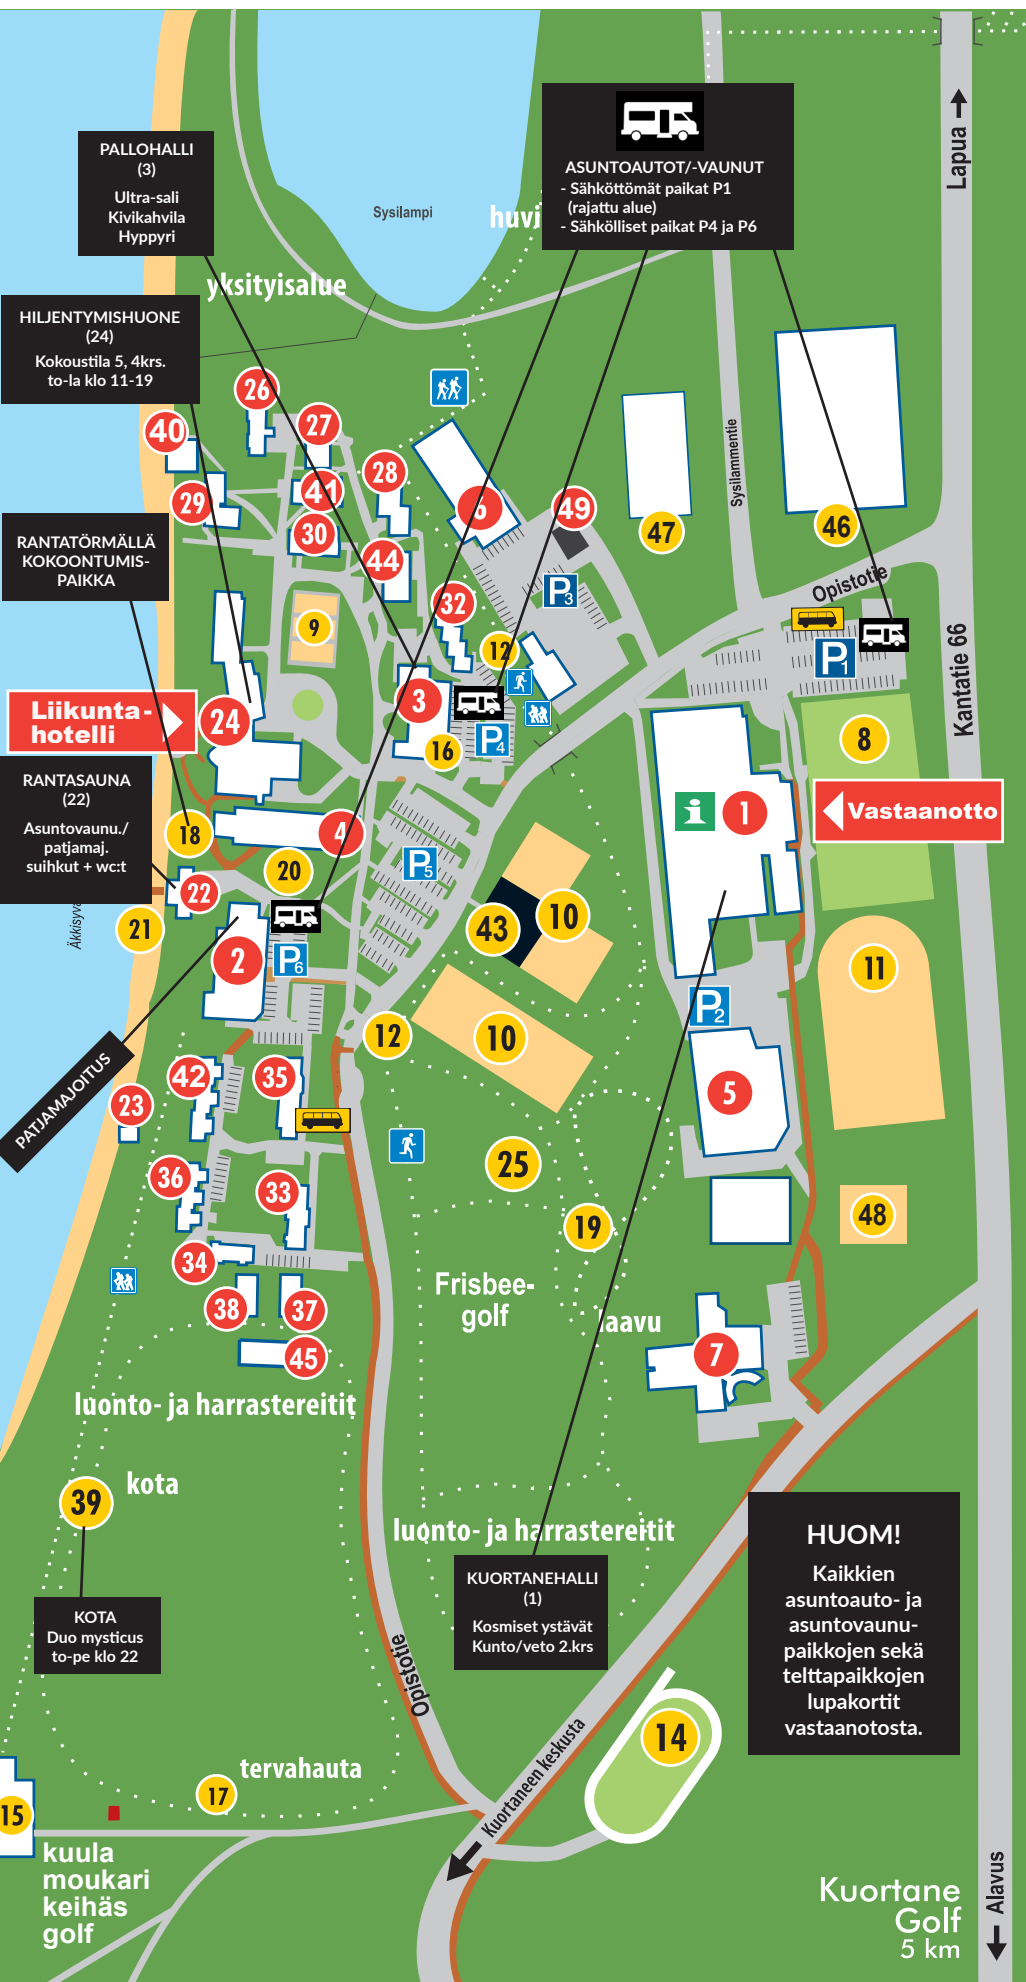 Lapua
ASUNTOAUTOT/-VAUNUT
- Sähköttömät paikat P1
(rajattu alue)
- Sähkölliset paikat P4 ja P6
PALLOHALLI
(3)
Ultra-sali
Kivikahvila
Hyppyri
Sysilampi
huvi
yksityisalue
HILJENTYMISHUONE
(24)
Kokoustila 5, 4krs.
to-la klo 11-19
26
27
40
28
41
29
30
44
6
49
47
46
Sysilammentie
RANTATÖRMÄLLÄ
KOKOONTUMIS-
PAIKKA
P3
32
9
12
Opistotie
P1
Kantatie 66
Liikunta-
hotelli
24
3
16
P4
8
1
Vastaanotto
RANTASAUNA
(22)
Asuntovaunu./
patjamaj.
suihkut + wc:t
18
4
20
P5
22
21
2
P6
43
10
11
10
12
P2
5
PATJAMAJOITUS
42
35
23
25
36
33
19
48
34
38
37
45
Frisbee-
golf
laavu
7
luonto- ja harrastereitit
kota
39
luonto- ja harrastereitit
KOTA
Duo mysticus
to-pe klo 22
KUORTANEHALLI
(1)
Kosmiset ystävät
Kunto/veto 2.krs
HUOM!
Kaikkien
asuntoauto- ja
asuntovaunu-
paikkojen sekä
telttapaikkojen
lupakortit
vastaanotosta.
Opistotie
14
tervahauta
17
15
Kuortaneen keskusta
kuula
moukari
keihäs
golf
Kuortane
Golf
5 km
Alavus